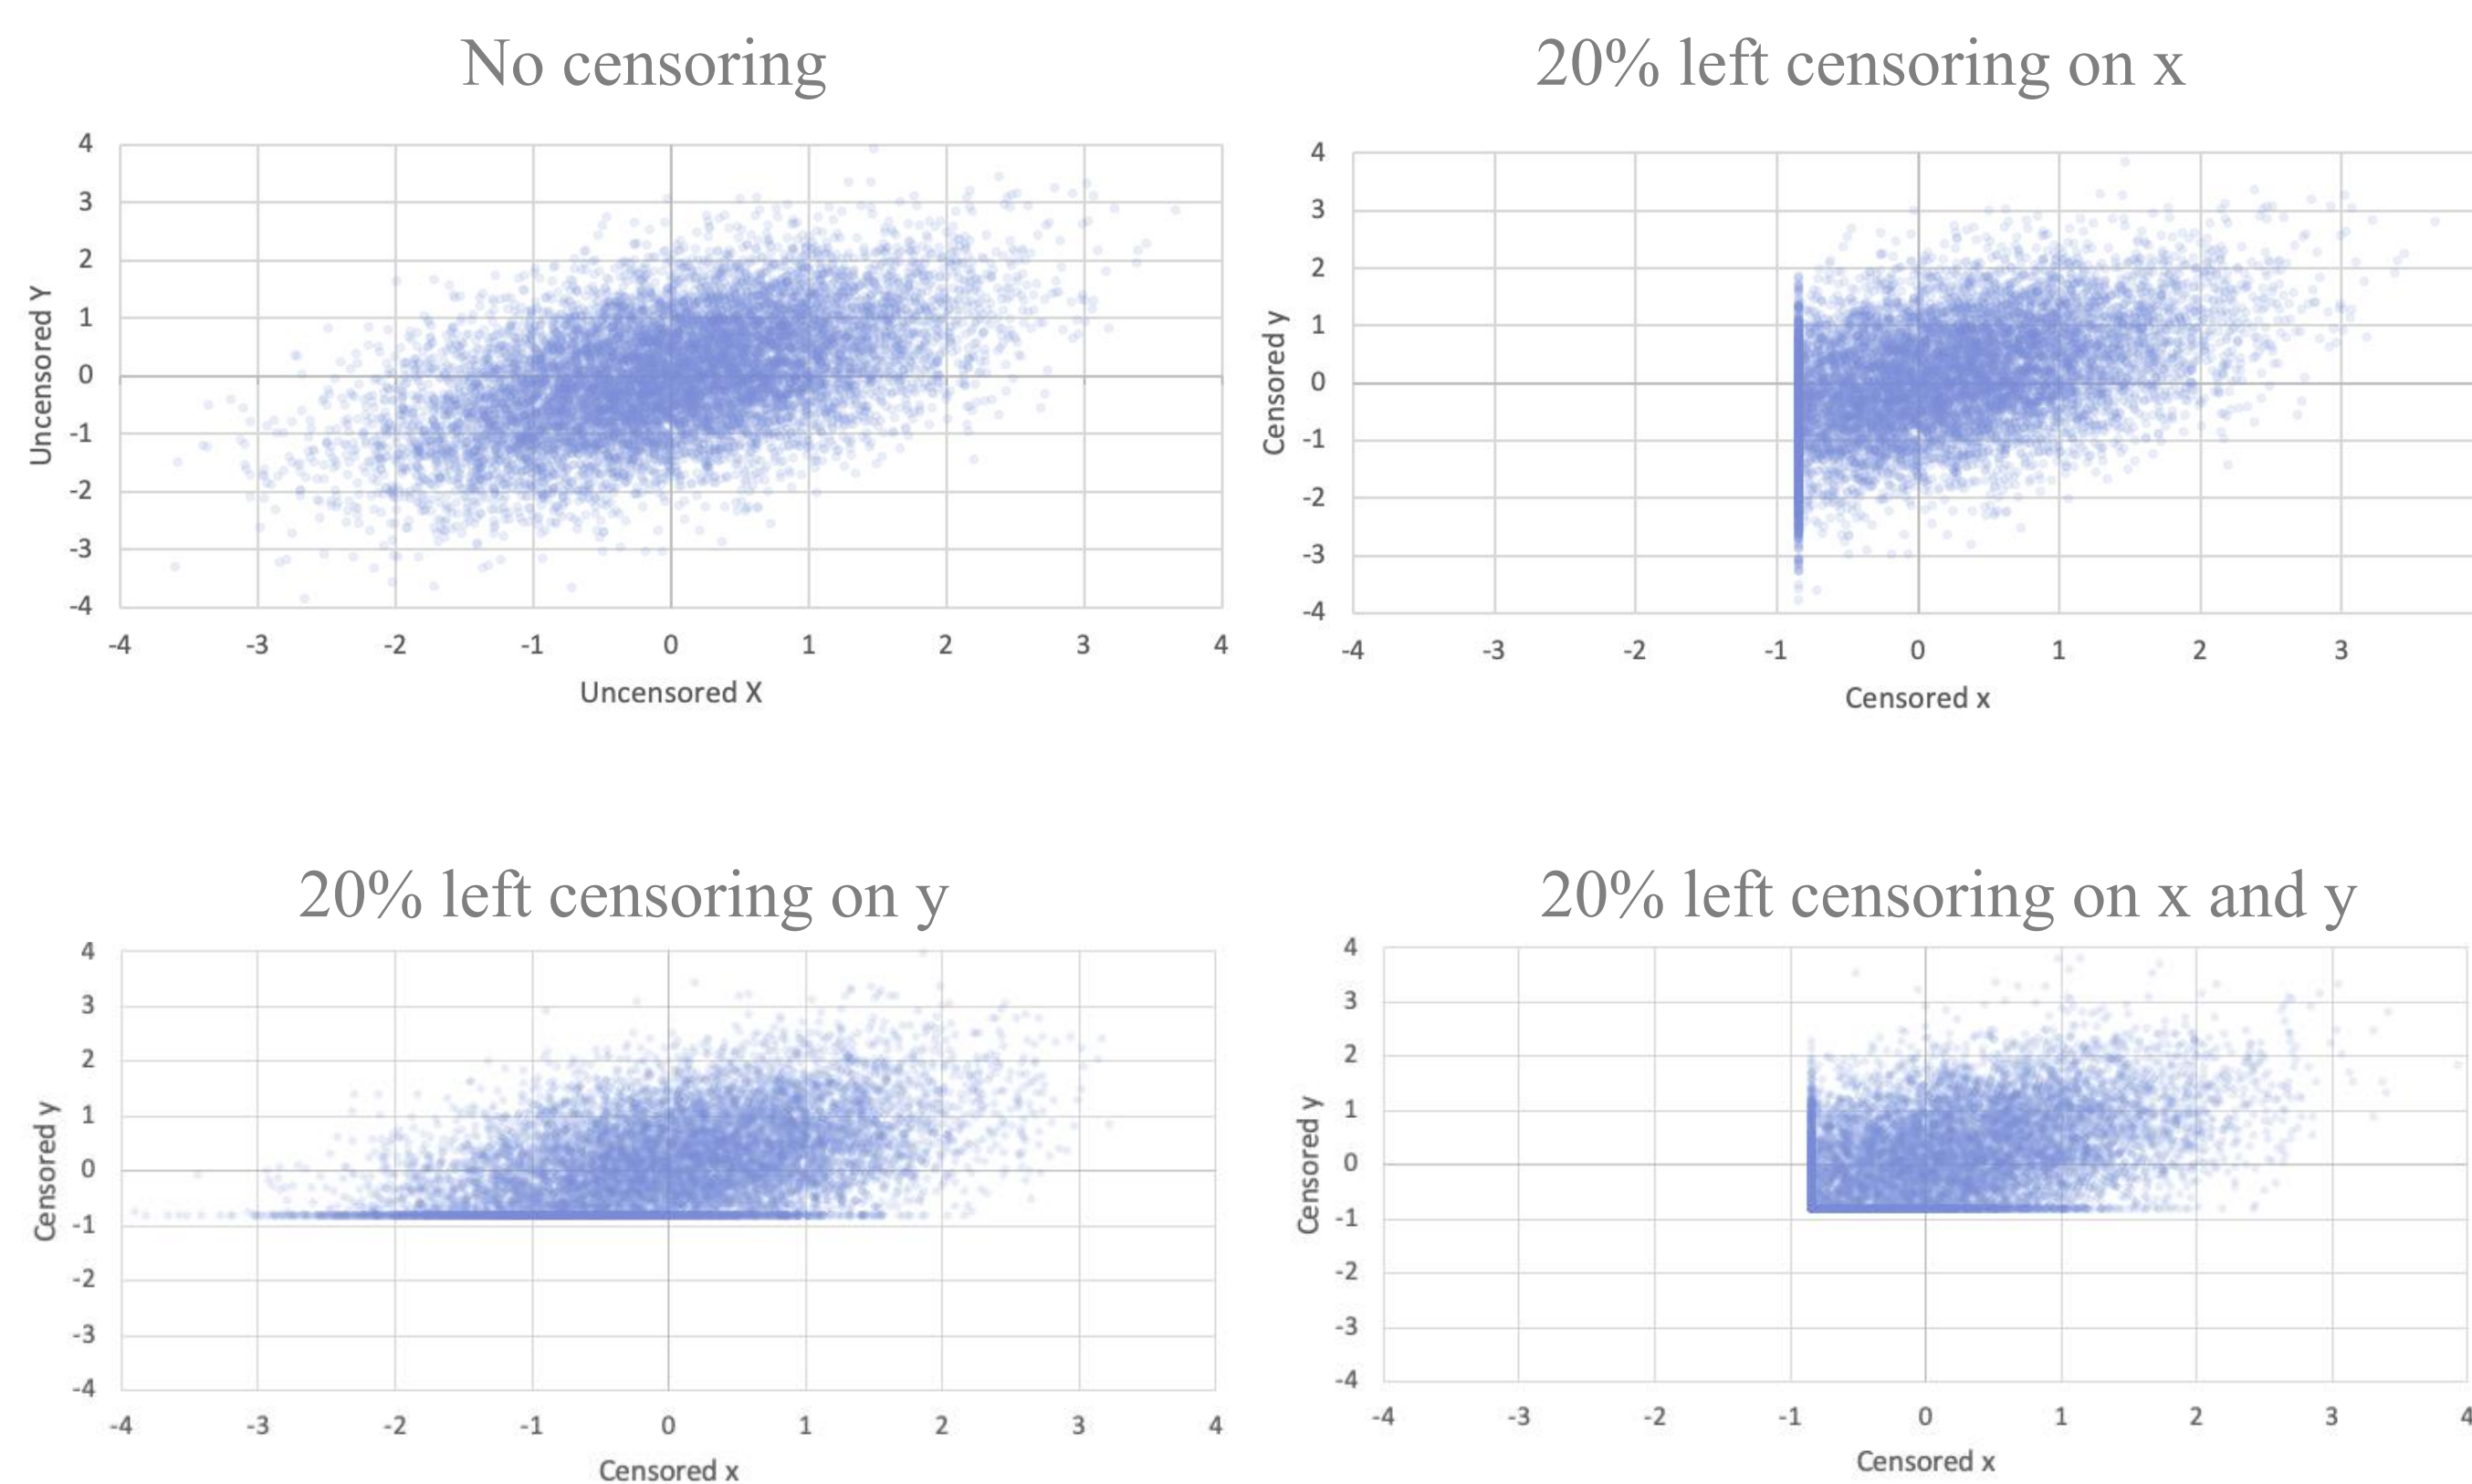 No censoring
20% left censoring on x
4
3
2
1
0
-1
-2
-3
-4
Uncensored Y
-4 -3 -2 -1 0 1 2 3 4
Uncensored X
4
3
2
1
0
-1
-2
-3
-4
Censored y
-4 -3 -2 -1 0 1 2 3
Censored x
20% left censoring on y
20% left censoring on x and y
4
3
2
1
0
-1
-2
-3
-4
Censored y
-4 -3 -2 -1 0 1 2 3 4
Censored x
4
3
2
1
0
-1
-2
-3
-4
Censored y
-4 -3 -2 -1 0 1 2 3 4
Censored x